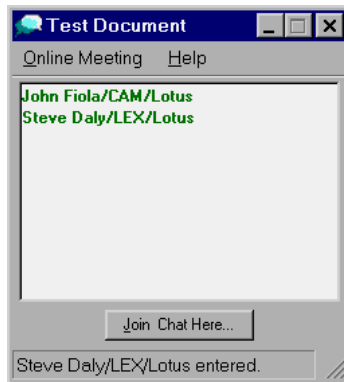 Test Document
Online Meeting Help
John Fiola/CAM/Lotus
Steve Daly/LEX/Lotus
Join Chat Here...
Steve Daly/LEX/Lotus entered.